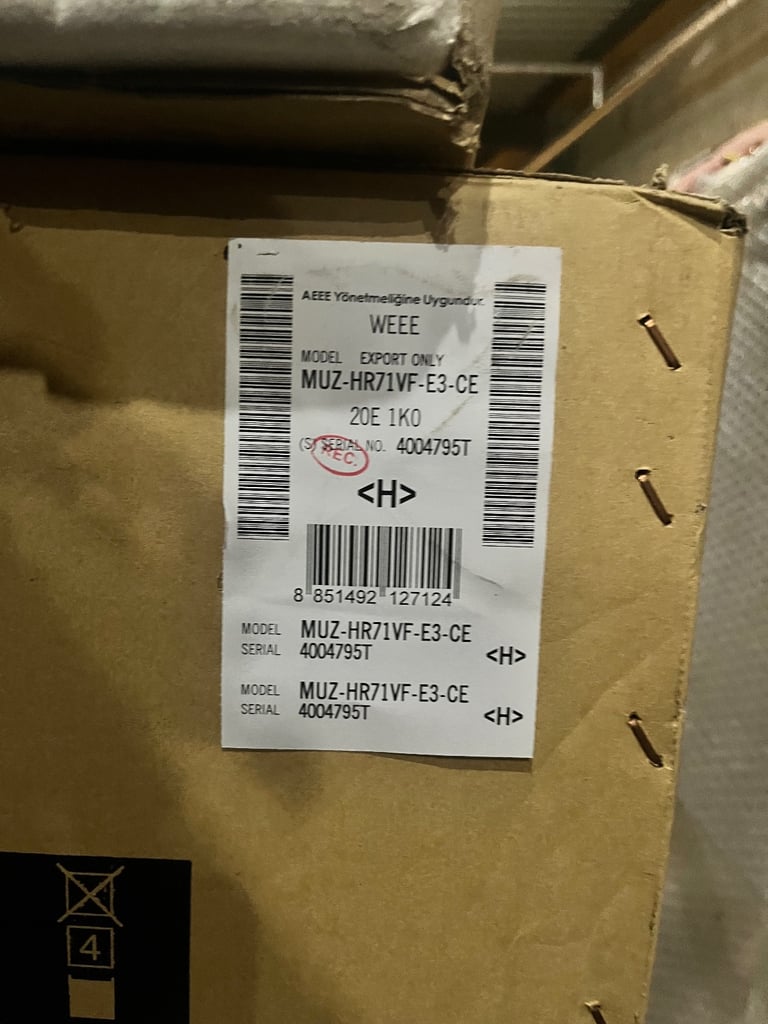 AEEE Yönetmeliğine Uygundur.
WEEE
MODEL EXPORT ONLY
MUZ-HR71VF-E3-CE
20E 1K0
(S) SERIAL NO. 4004795T
REC.
<H>
8 851492 127124
MODEL MUZ-HR71VF-E3-CE
SERIAL 4004795T <H>
MODEL MUZ-HR71VF-E3-CE
SERIAL 4004795T <H>
4